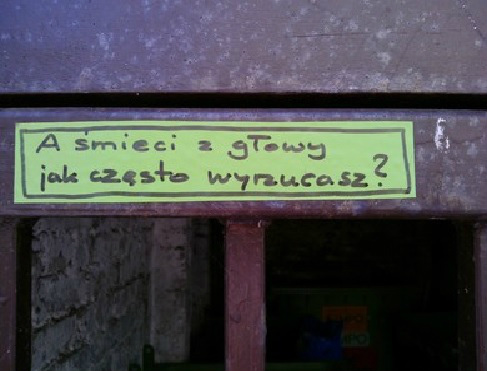 A śmieci z głowy
jak często wyrzucasz?